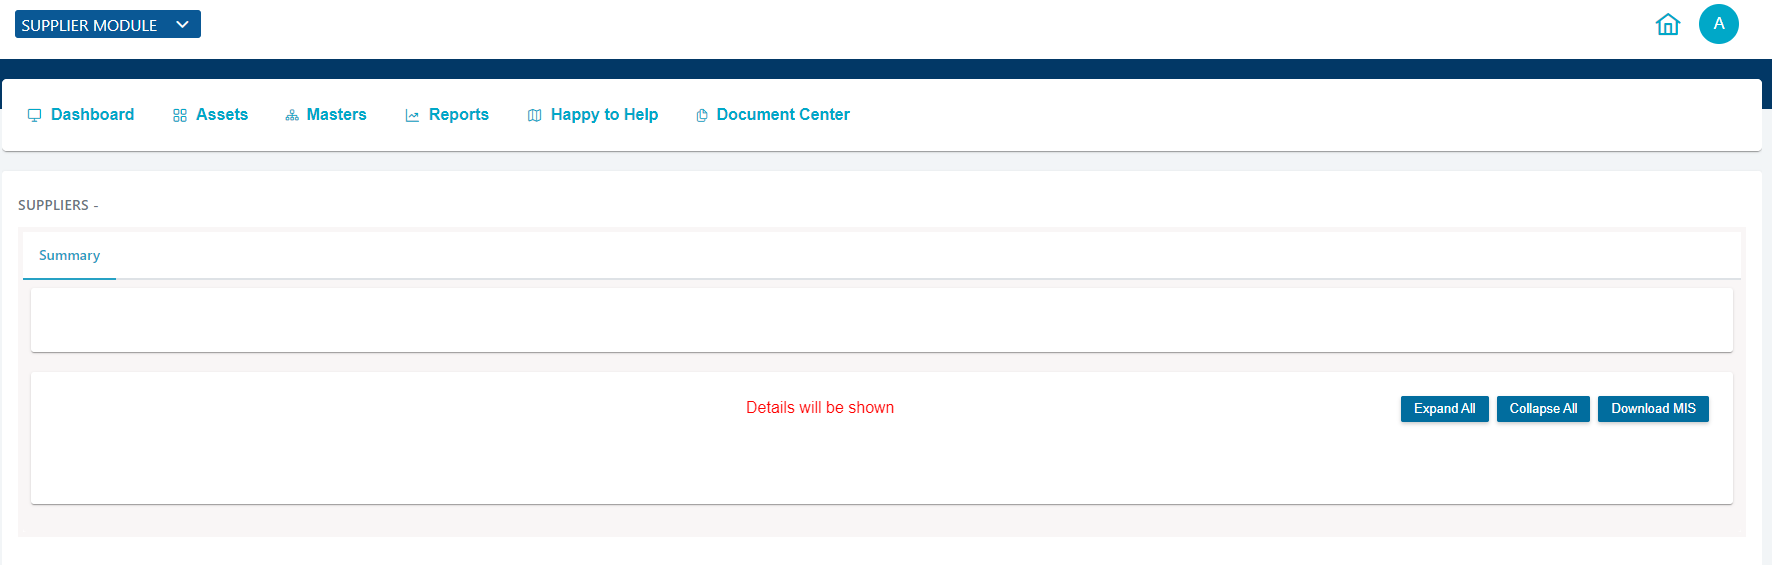 SUPPLIER MODULE
A
Dashboard
Assets
Masters
Reports
Happy to Help
Document Center
SUPPLIERS -
Summary
Details will be shown
Expand All
Collapse All
Download MIS